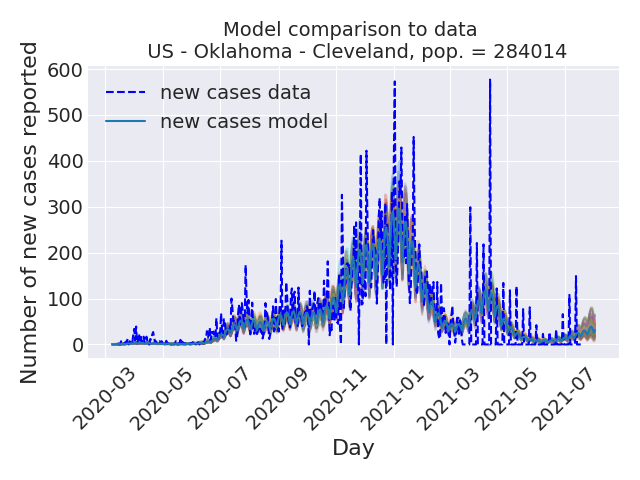 Model comparison to data
US - Oklahoma - Cleveland, pop. = 284014
Number of new cases reported
600
500
400
300
200
100
0
new cases data
new cases model
2020-03
2020-05
2020-07
2020-09
2020-11
2021-01
2021-03
2021-05
2021-07
Day